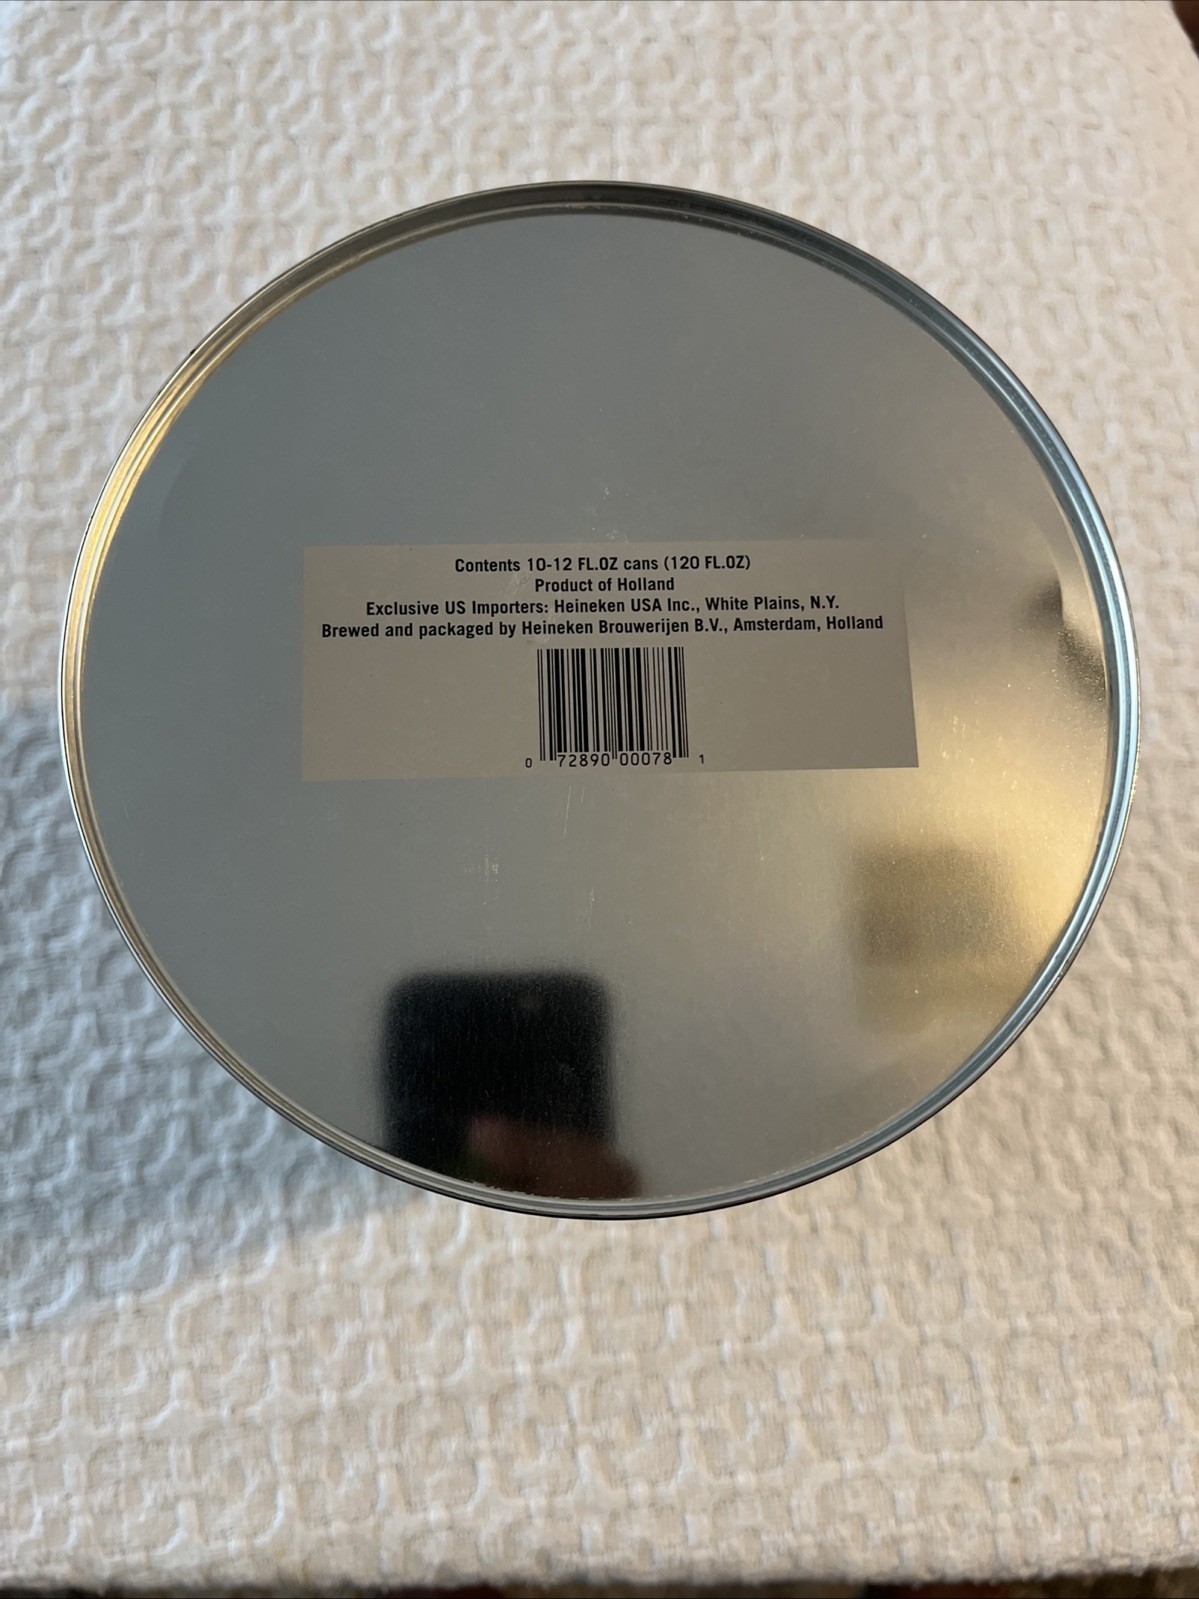 Contents 10-12 FL.OZ cans (120 FL.OZ)
Product of Holland
Exclusive US Importers: Heineken USA Inc., White Plains, N.Y.
Brewed and packaged by Heineken Brouwerijen B.V., Amsterdam, Holland
0 72890 00078 1